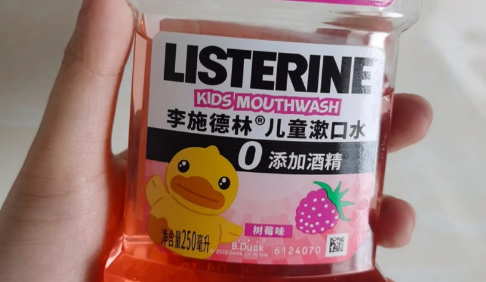 LISTERINE
KIDS MOUTHWASH
李施德林®儿童漱口水
0 添加酒精
树莓味
净含量250毫升
B.Duck
6124070